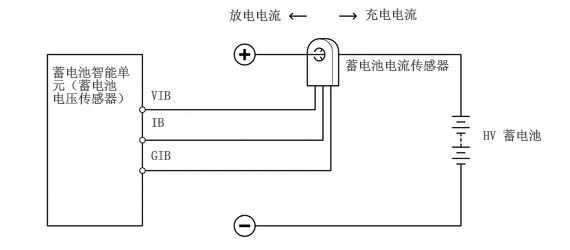 放电电流 ← → 充电电流
+
蓄电池电流传感器
蓄电池智能单
元（蓄电池
电压传感器）
VIB
IB
GIB
HV 蓄电池
−